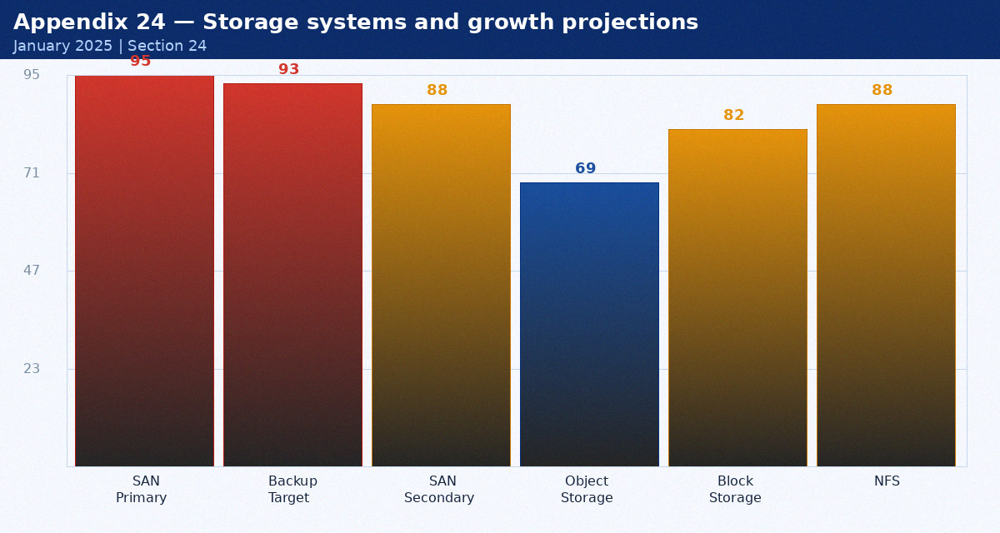 Appendix 24 — Storage systems and growth projections
January 2025 | Section 24
95
93
88
69
82
88
95
71
47
23
SAN
Primary
Backup
Target
SAN
Secondary
Object
Storage
Block
Storage
NFS